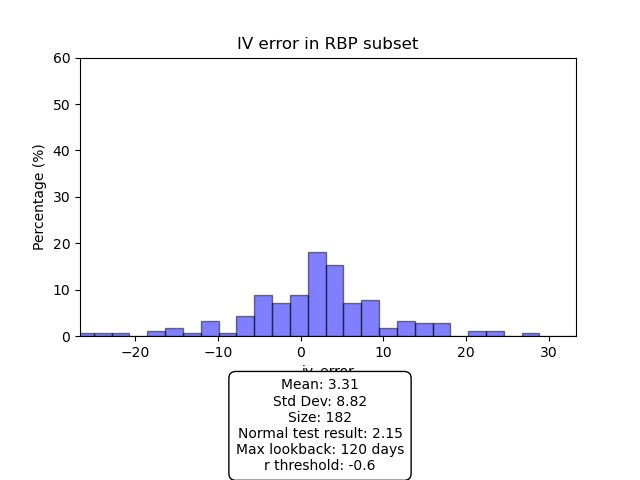 IV error in RBP subset
60
50
40
30
20
10
0
Percentage (%)
−20 −10 0 10 20 30
iv_error
Mean: 3.31
Std Dev: 8.82
Size: 182
Normal test result: 2.15
Max lookback: 120 days
r threshold: -0.6